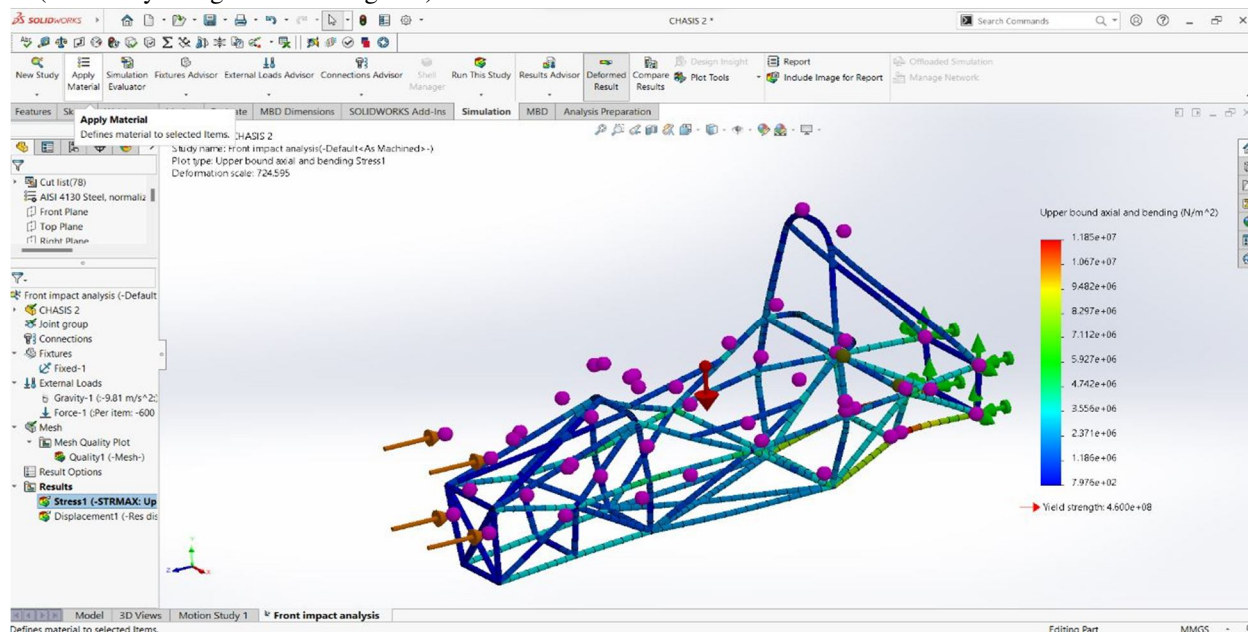 SOLIDWORKS
CHASIS 2 *
Search Commands
New Study
Apply Material
Simulation Evaluator
Fixtures Advisor
External Loads Advisor
Connections Advisor
Shell Manager
Run This Study
Results Advisor
Deformed Result
Compare Results
Design Insight
Plot Tools
Report
Include Image for Report
Offloaded Simulation
Manage Network
Features
MBD Dimensions
SOLIDWORKS Add-Ins
Simulation
MBD
Analysis Preparation
Apply Material
Defines material to selected Items.
CHASIS 2
Study name: Front impact analysis(-Default<As Machined>-)
Plot type: Upper bound axial and bending Stress1
Deformation scale: 724.595
Cut list(78)
AISI 4130 Steel, normaliz
Front Plane
Top Plane
Right Plane
Front impact analysis (-Default
CHASIS 2
Joint group
Connections
Fixtures
Fixed-1
External Loads
Gravity-1 (:-9.81 m/s^2:)
Force-1 (:Per item: -600
Mesh
Mesh Quality Plot
Quality1 (-Mesh-)
Result Options
Results
Stress1 (-STRMAX: Up
Displacement1 (-Res dis
Upper bound axial and bending (N/m^2)
1.185e+07
1.067e+07
9.482e+06
8.297e+06
7.112e+06
5.927e+06
4.742e+06
3.556e+06
2.371e+06
1.186e+06
7.976e+02
Yield strength: 4.600e+08
Model
3D Views
Motion Study 1
Front impact analysis
Defines material to selected Items.
Editing Part
MMGS